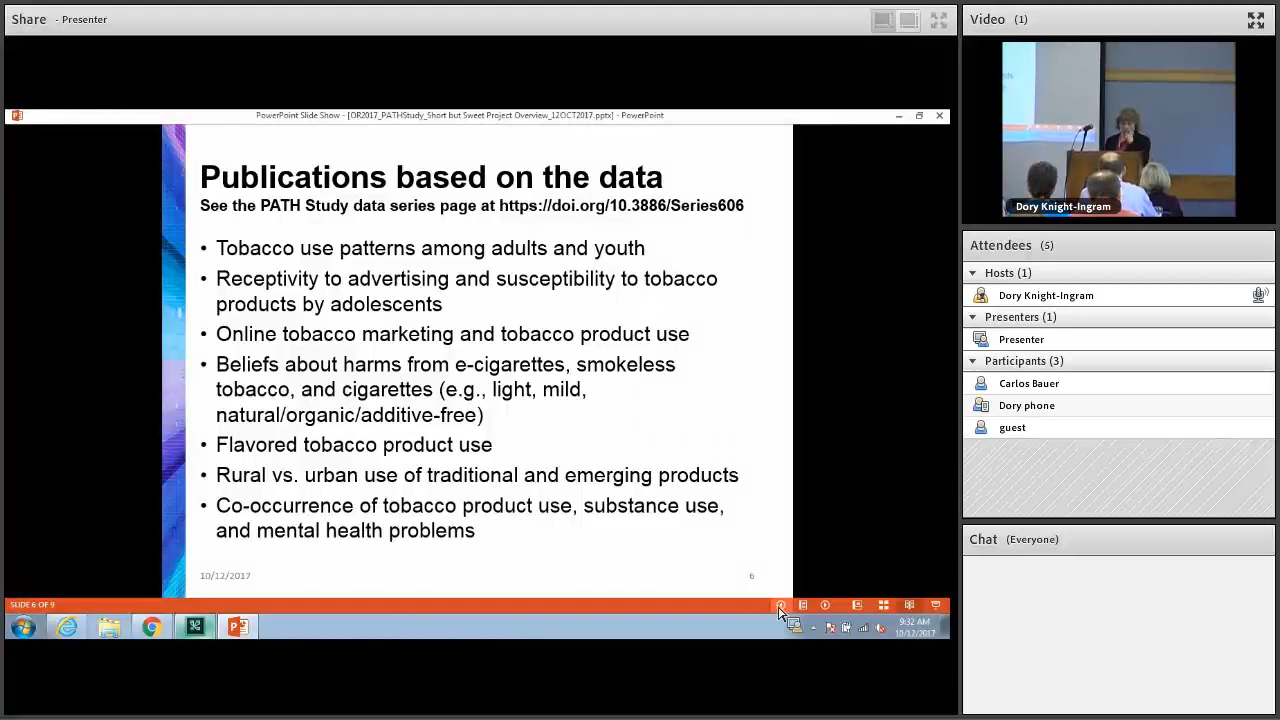 Share - Presenter
Video (1)
PowerPoint Slide Show - [OR2017_PATHStudy_Short but Sweet Project Overview_12OCT2017.pptx] - PowerPoint
Publications based on the data
See the PATH Study data series page at https://doi.org/10.3886/Series606
• Tobacco use patterns among adults and youth
• Receptivity to advertising and susceptibility to tobacco
products by adolescents
• Online tobacco marketing and tobacco product use
• Beliefs about harms from e-cigarettes, smokeless
tobacco, and cigarettes (e.g., light, mild,
natural/organic/additive-free)
• Flavored tobacco product use
• Rural vs. urban use of traditional and emerging products
• Co-occurrence of tobacco product use, substance use,
and mental health problems
10/12/2017
6
SLIDE 6 OF 9
9:32 AM
10/12/2017
Dory Knight-Ingram
Attendees (5)
Hosts (1)
Dory Knight-Ingram
Presenters (1)
Presenter
Participants (3)
Carlos Bauer
Dory phone
guest
Chat (Everyone)